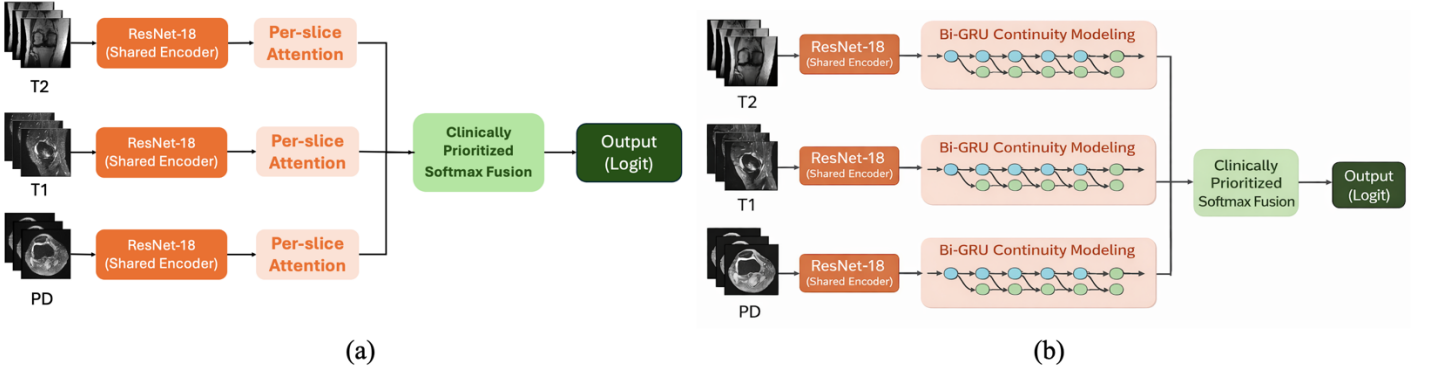 ResNet-18
(Shared Encoder)
Per-slice
Attention
T2
ResNet-18
(Shared Encoder)
Per-slice
Attention
T1
ResNet-18
(Shared Encoder)
Per-slice
Attention
PD
Clinically
Prioritized
Softmax Fusion
Output
(Logit)
(a)
ResNet-18
(Shared Encoder)
Bi-GRU Continuity Modeling
T2
ResNet-18
(Shared Encoder)
Bi-GRU Continuity Modeling
T1
ResNet-18
(Shared Encoder)
Bi-GRU Continuity Modeling
PD
Clinically
Prioritized
Softmax Fusion
Output
(Logit)
(b)